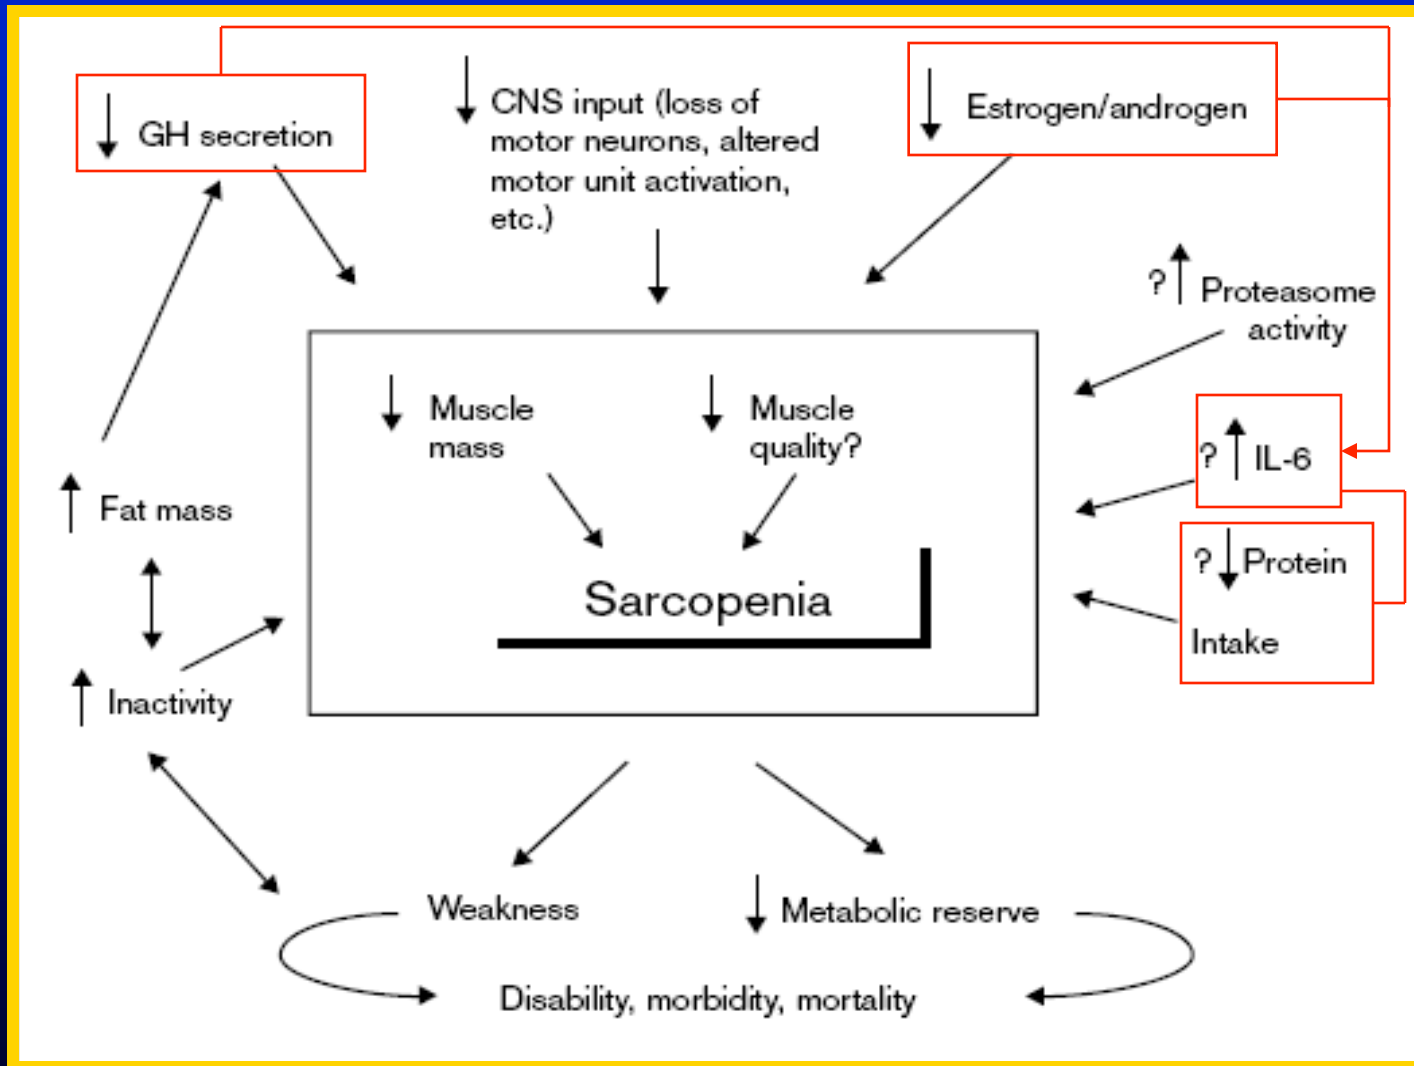 GH secretion
CNS input (loss of
motor neurons, altered
motor unit activation,
etc.)
Estrogen/androgen
? Proteasome
activity
Muscle
mass
Muscle
quality?
? IL-6
Fat mass
? Protein
Intake
Sarcopenia
Inactivity
Weakness
Metabolic reserve
Disability, morbidity, mortality